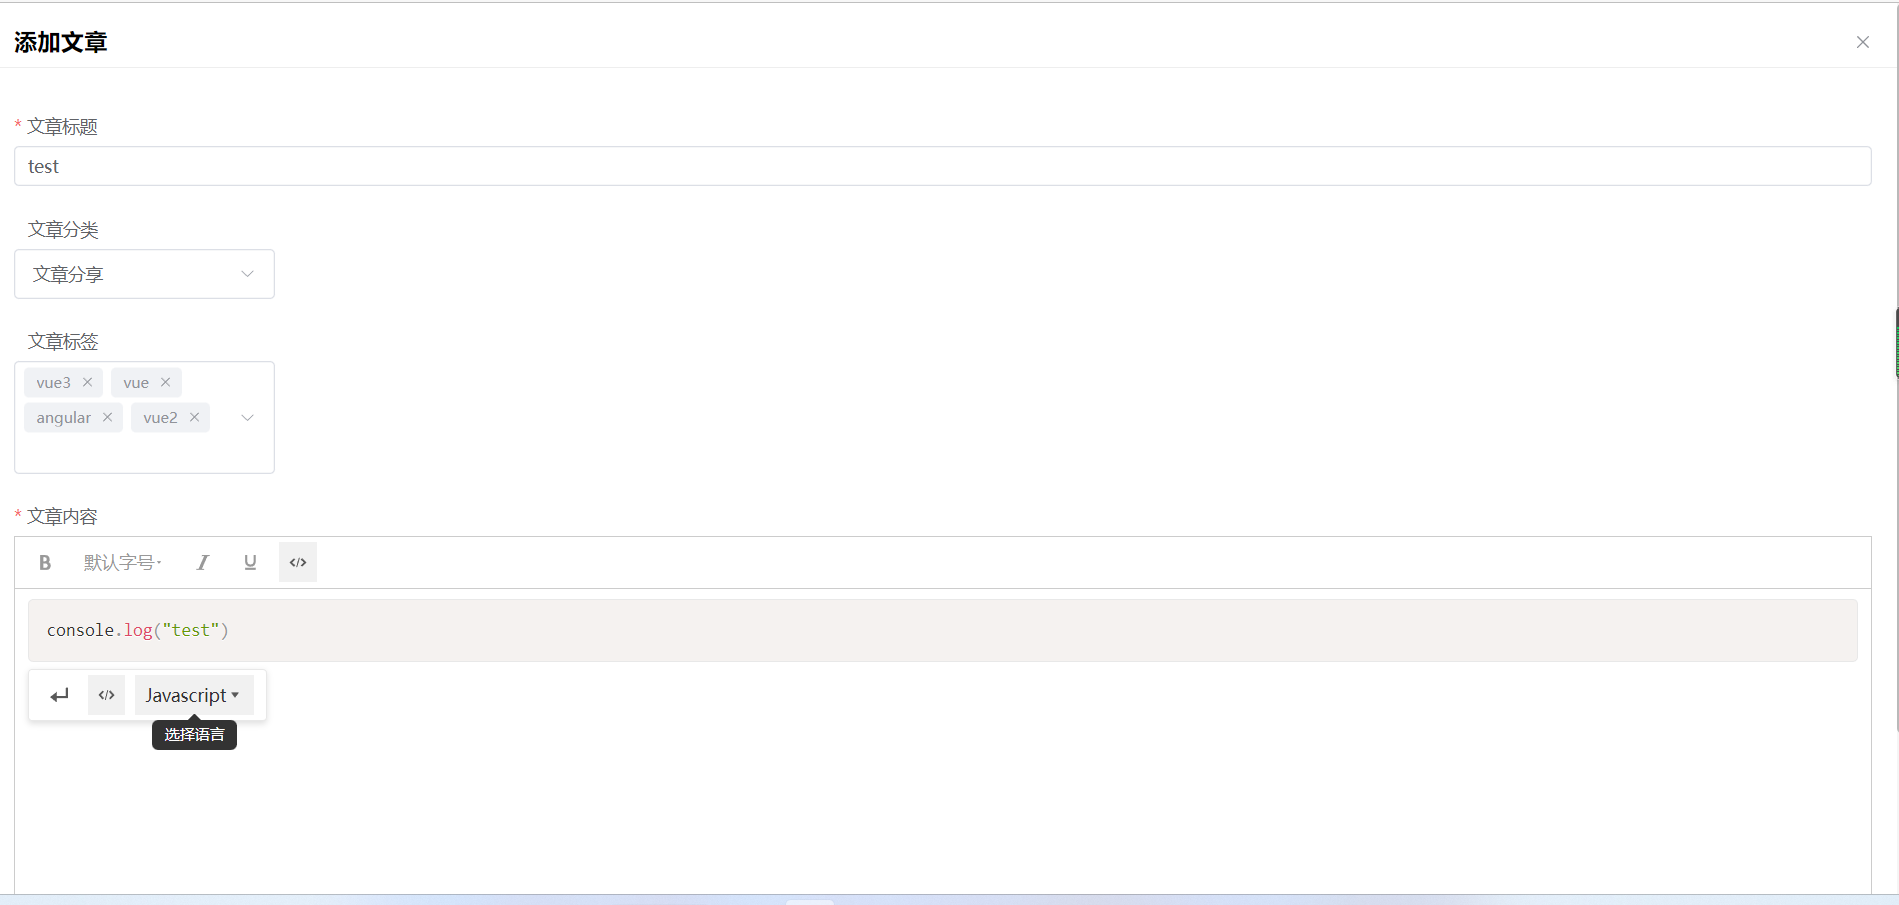 添加文章
* 文章标题
test
文章分类
文章分享
文章标签
vue3 vue
angular vue2
* 文章内容
B 默认字号 I U </>
console.log("test")
</> Javascript
选择语言